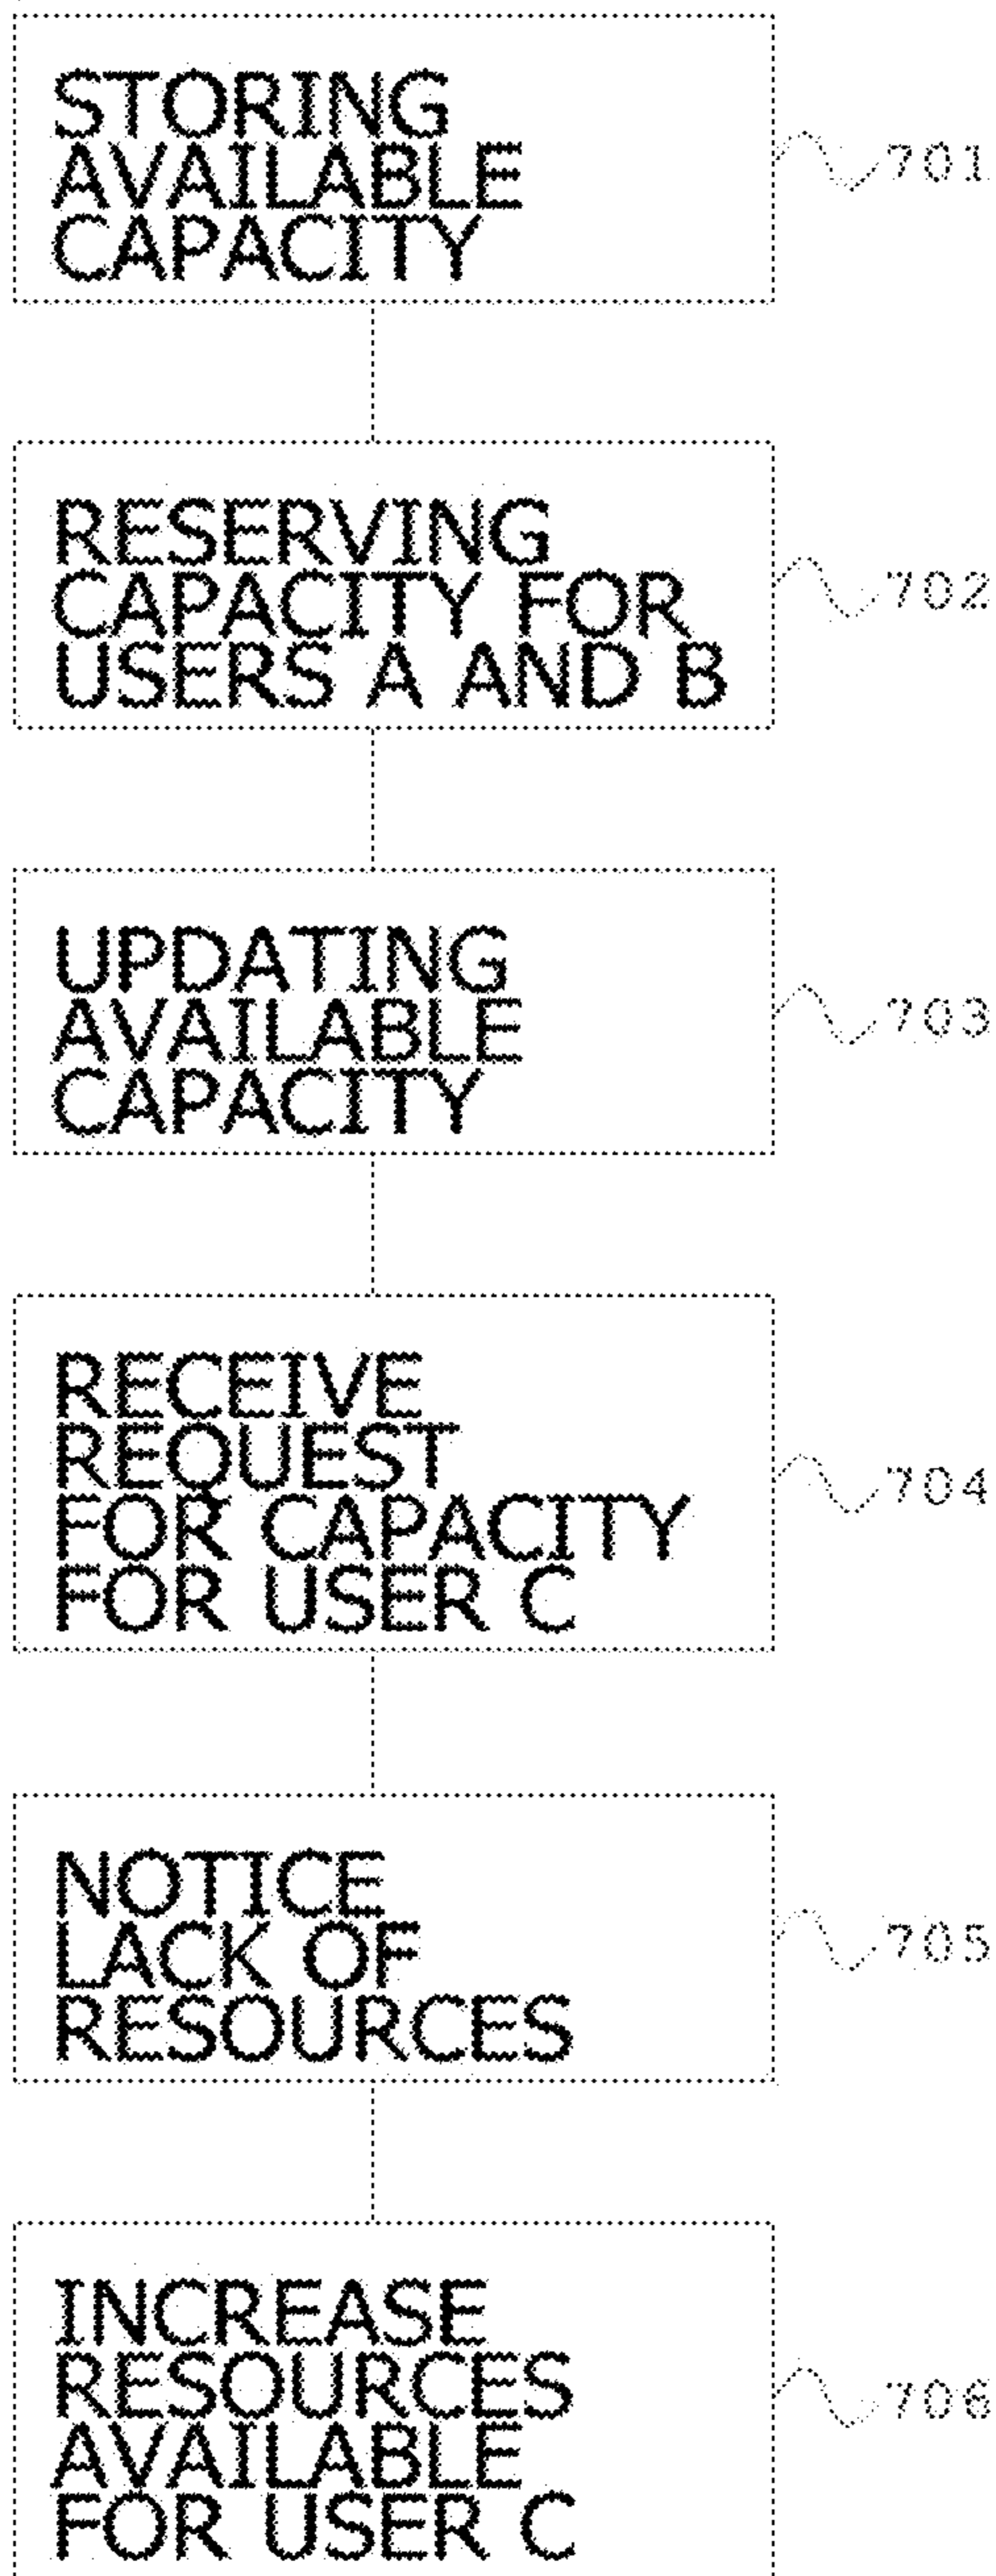 STORING
AVAILABLE
CAPACITY
701
RESERVING
CAPACITY FOR
USERS A AND B
702
UPDATING
AVAILABLE
CAPACITY
703
RECEIVE
REQUEST
FOR CAPACITY
FOR USER C
704
NOTICE
LACK OF
RESOURCES
705
INCREASE
RESOURCES
AVAILABLE
FOR USER C
706